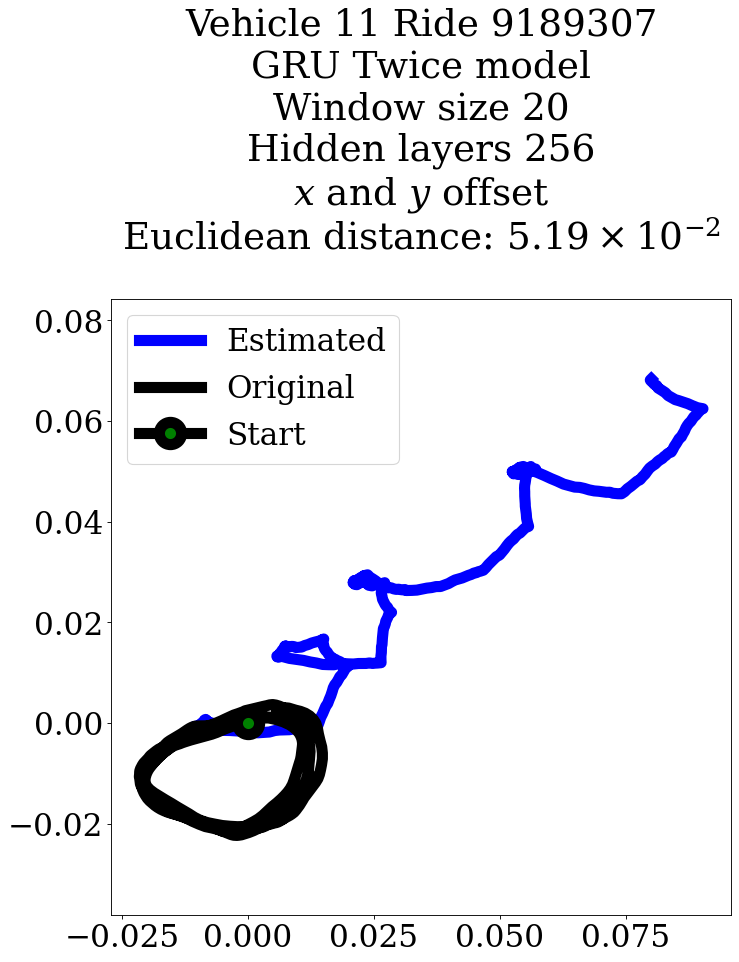 Vehicle 11 Ride 9189307
GRU Twice model
Window size 20
Hidden layers 256
x and y offset
Euclidean distance: 5.19 × 10⁻²
0.08
0.06
0.04
0.02
0.00
−0.02
Estimated
Original
Start
−0.025 0.000 0.025 0.050 0.075